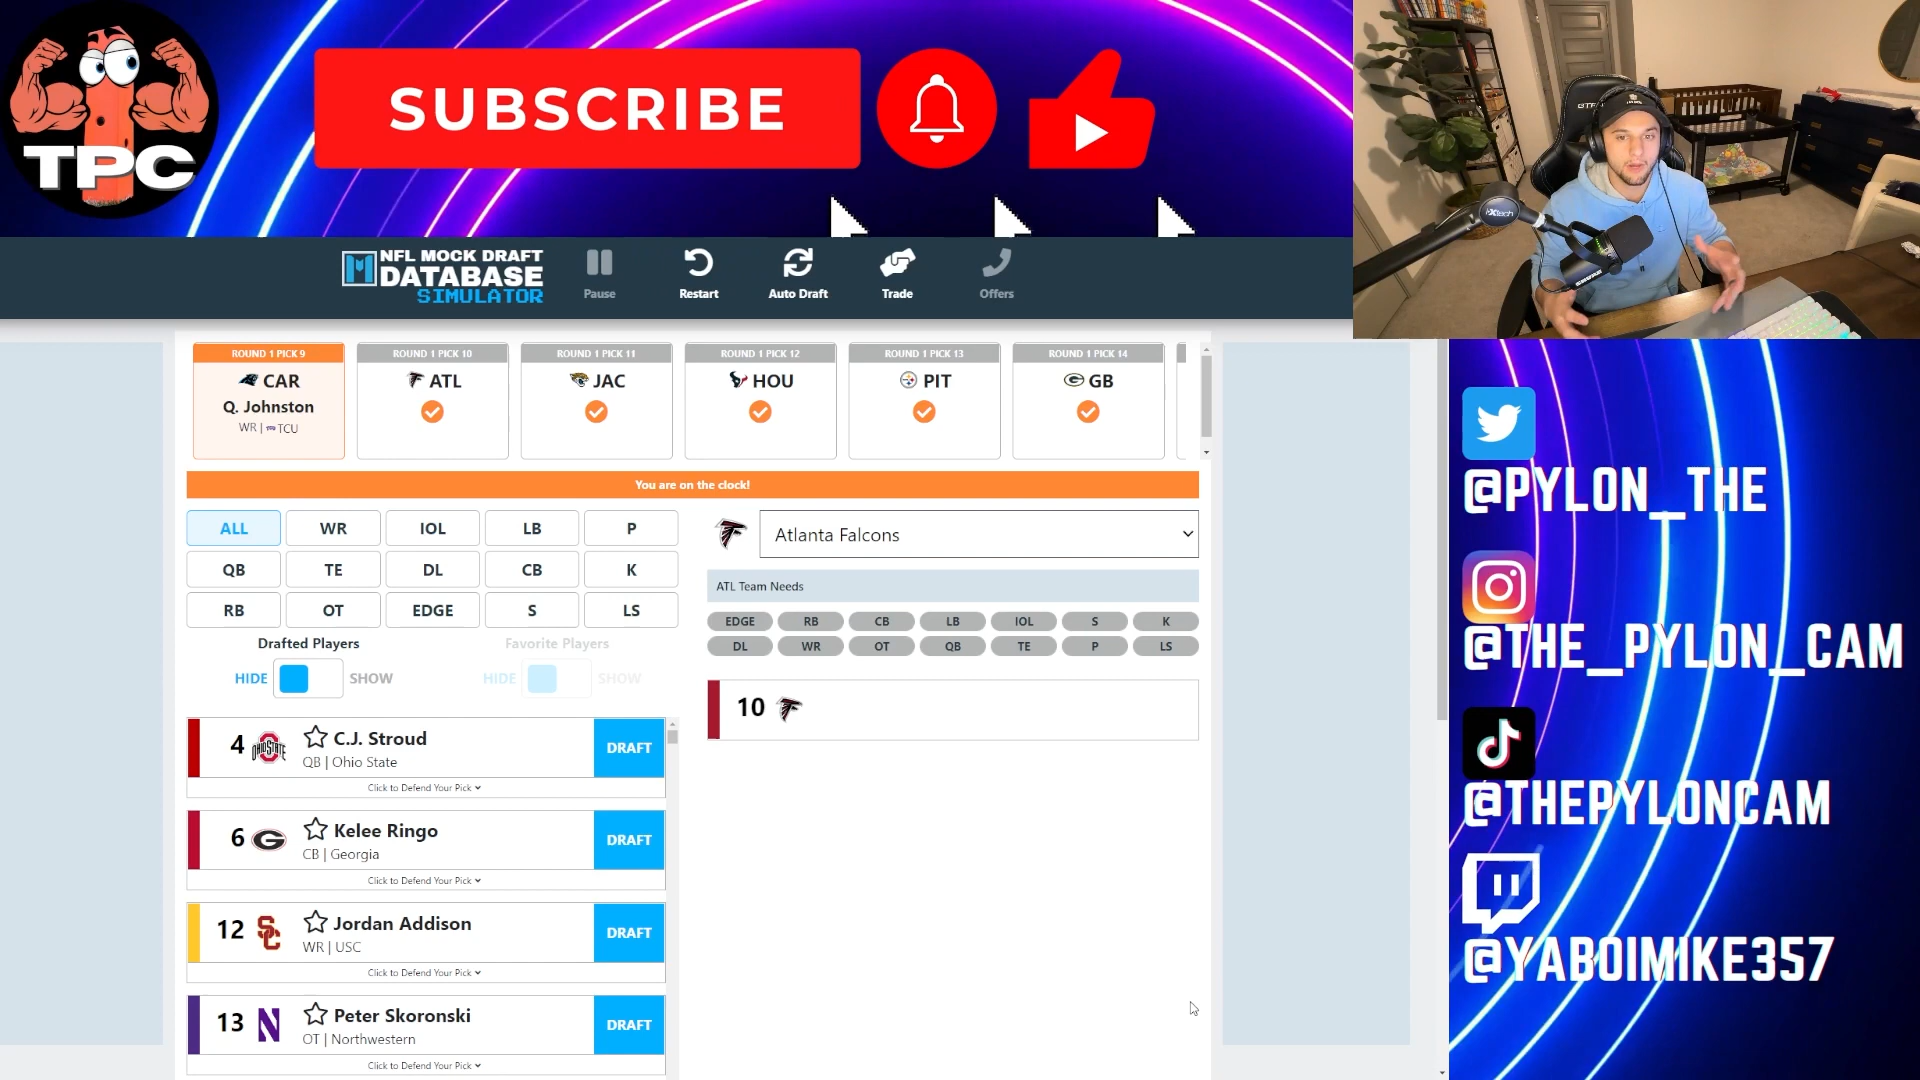 TPC
SUBSCRIBE
NFL MOCK DRAFT
DATABASE
SIMULATOR
Pause
Restart
Auto Draft
Trade
Offers
ROUND 1 PICK 9
CAR
Q. Johnston
WR | TCU
ROUND 1 PICK 10
ATL
ROUND 1 PICK 11
JAC
ROUND 1 PICK 12
HOU
ROUND 1 PICK 13
PIT
ROUND 1 PICK 14
GB
You are on the clock!
ALL WR IOL LB P
QB TE DL CB K
RB OT EDGE S LS
Drafted Players
HIDE SHOW
Favorite Players
HIDE SHOW
4 OHIO STATE C.J. Stroud
QB | Ohio State
DRAFT
Click to Defend Your Pick
6 G Kelee Ringo
CB | Georgia
DRAFT
Click to Defend Your Pick
12 SC Jordan Addison
WR | USC
DRAFT
Click to Defend Your Pick
13 N Peter Skoronski
OT | Northwestern
DRAFT
Click to Defend Your Pick
Atlanta Falcons
ATL Team Needs
EDGE RB CB LB IOL S K
DL WR OT QB TE P LS
10
@PYLON_THE
@THE_PYLON_CAM
@THEPYLONCAM
@YABOIMIKE357